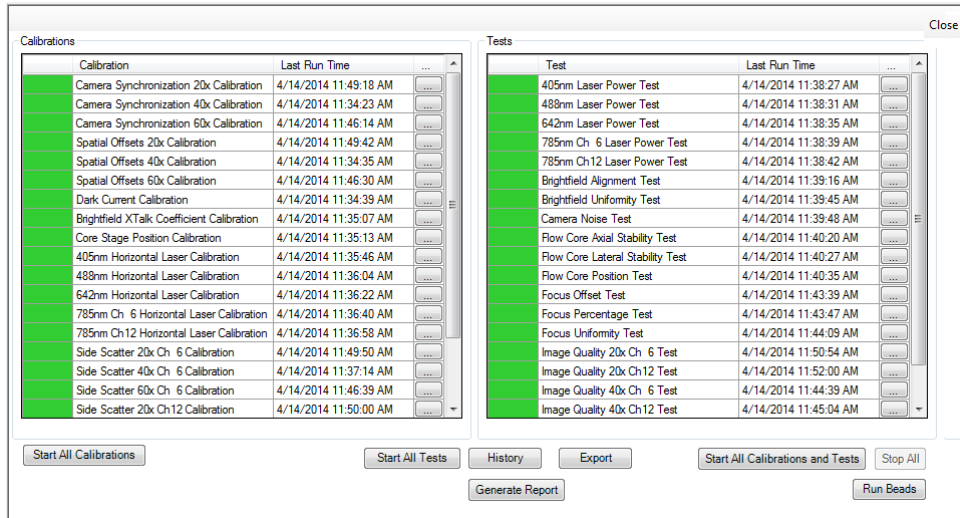 Close
Calibrations
Calibration Last Run Time ...
Camera Synchronization 20x Calibration 4/14/2014 11:49:18 AM ...
Camera Synchronization 40x Calibration 4/14/2014 11:34:23 AM ...
Camera Synchronization 60x Calibration 4/14/2014 11:46:14 AM ...
Spatial Offsets 20x Calibration 4/14/2014 11:49:42 AM ...
Spatial Offsets 40x Calibration 4/14/2014 11:34:35 AM ...
Spatial Offsets 60x Calibration 4/14/2014 11:46:30 AM ...
Dark Current Calibration 4/14/2014 11:34:39 AM ...
Brightfield XTalk Coefficient Calibration 4/14/2014 11:35:07 AM ...
Core Stage Position Calibration 4/14/2014 11:35:13 AM ...
405nm Horizontal Laser Calibration 4/14/2014 11:35:46 AM ...
488nm Horizontal Laser Calibration 4/14/2014 11:36:04 AM ...
642nm Horizontal Laser Calibration 4/14/2014 11:36:22 AM ...
785nm Ch 6 Horizontal Laser Calibration 4/14/2014 11:36:40 AM ...
785nm Ch12 Horizontal Laser Calibration 4/14/2014 11:36:58 AM ...
Side Scatter 20x Ch 6 Calibration 4/14/2014 11:49:50 AM ...
Side Scatter 40x Ch 6 Calibration 4/14/2014 11:37:14 AM ...
Side Scatter 60x Ch 6 Calibration 4/14/2014 11:46:39 AM ...
Side Scatter 20x Ch12 Calibration 4/14/2014 11:50:00 AM ...
Tests
Test Last Run Time ...
405nm Laser Power Test 4/14/2014 11:38:27 AM ...
488nm Laser Power Test 4/14/2014 11:38:31 AM ...
642nm Laser Power Test 4/14/2014 11:38:35 AM ...
785nm Ch 6 Laser Power Test 4/14/2014 11:38:39 AM ...
785nm Ch12 Laser Power Test 4/14/2014 11:38:42 AM ...
Brightfield Alignment Test 4/14/2014 11:39:16 AM ...
Brightfield Uniformity Test 4/14/2014 11:39:45 AM ...
Camera Noise Test 4/14/2014 11:39:48 AM ...
Flow Core Axial Stability Test 4/14/2014 11:40:20 AM ...
Flow Core Lateral Stability Test 4/14/2014 11:40:27 AM ...
Flow Core Position Test 4/14/2014 11:40:35 AM ...
Focus Offset Test 4/14/2014 11:43:39 AM ...
Focus Percentage Test 4/14/2014 11:43:47 AM ...
Focus Uniformity Test 4/14/2014 11:44:09 AM ...
Image Quality 20x Ch 6 Test 4/14/2014 11:50:54 AM ...
Image Quality 20x Ch12 Test 4/14/2014 11:52:00 AM ...
Image Quality 40x Ch 6 Test 4/14/2014 11:44:39 AM ...
Image Quality 40x Ch12 Test 4/14/2014 11:45:04 AM ...
Start All Calibrations Start All Tests History Export Start All Calibrations and Tests Stop All
Generate Report Run Beads